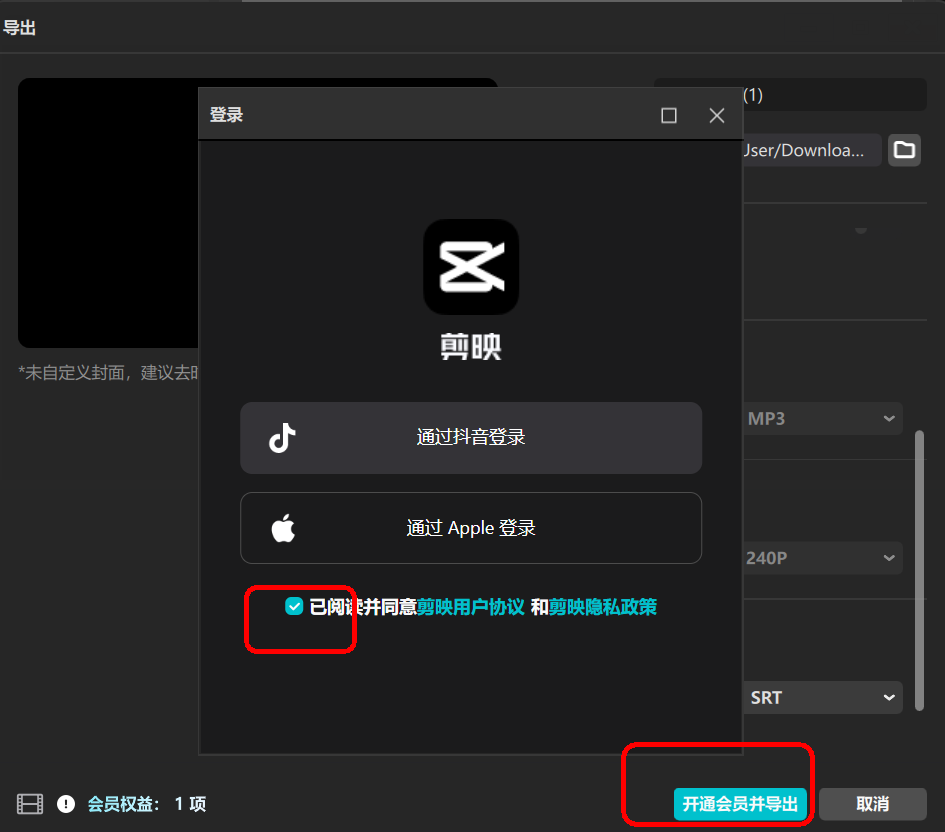 导出
登录
(1)
User/Downloa...
剪映
*未自定义封面，建议去
通过抖音登录
MP3
通过 Apple 登录
240P
已阅读并同意剪映用户协议 和剪映隐私政策
SRT
会员权益： 1 项
开通会员并导出
取消